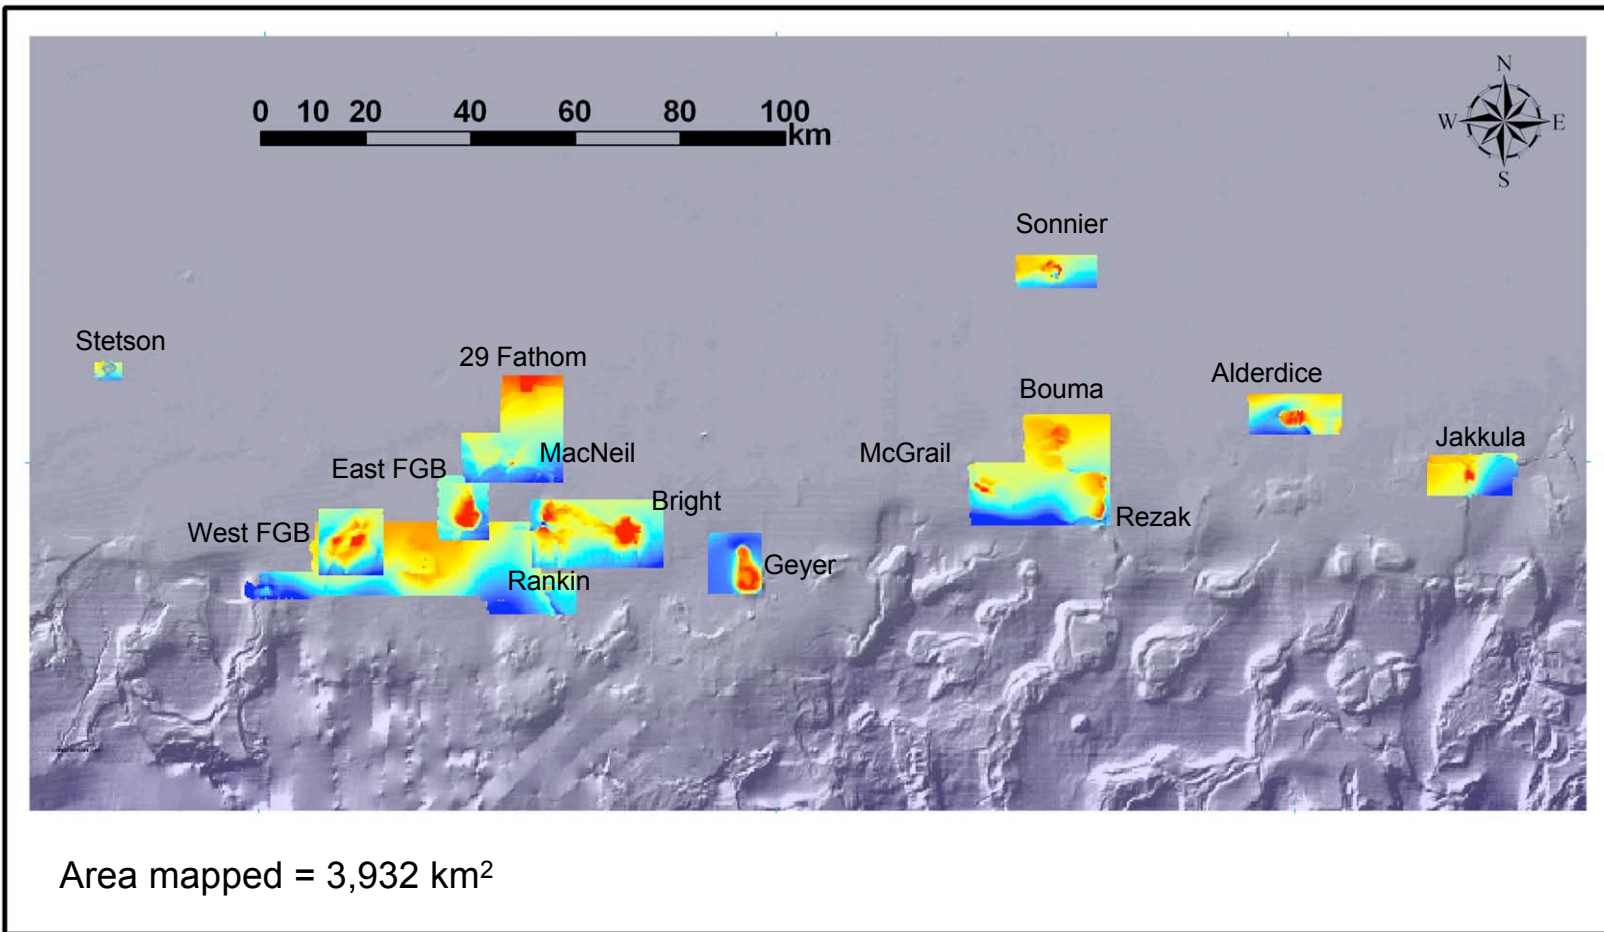 N
W E
S
0 10 20 40 60 80 100
km
Sonnier
Stetson
29 Fathom
Bouma
Alderdice
Jakkula
McGrail
MacNeil
East FGB
Bright
Rezak
West FGB
Geyer
Rankin
Area mapped = 3,932 km²